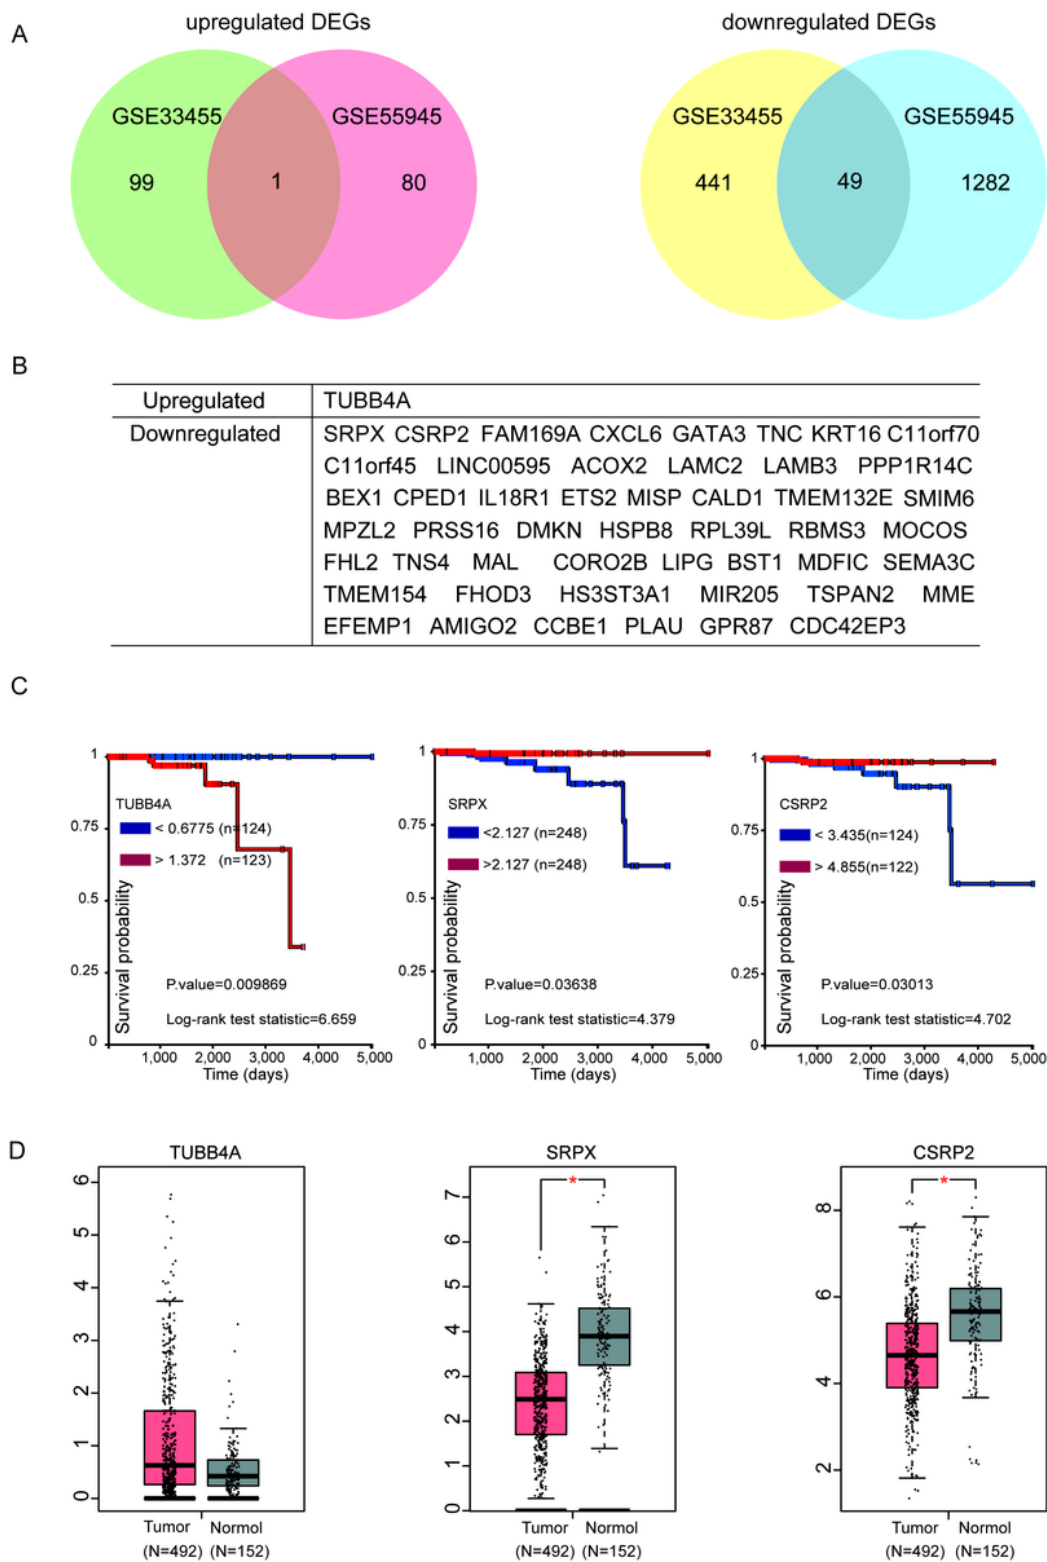 A
upregulated DEGs
downregulated DEGs
GSE33455
GSE55945
99
1
80
GSE33455
GSE55945
441
49
1282
B
Upregulated
TUBB4A
Downregulated
SRPX CSRP2 FAM169A CXCL6 GATA3 TNC KRT16 C11orf70
C11orf45 LINC00595 ACOX2 LAMC2 LAMB3 PPP1R14C
BEX1 CPED1 IL18R1 ETS2 MISP CALD1 TMEM132E SMIM6
MPZL2 PRSS16 DMKN HSPB8 RPL39L RBMS3 MOCOS
FHL2 TNS4 MAL CORO2B LIPG BST1 MDFIC SEMA3C
TMEM154 FHOD3 HS3ST3A1 MIR205 TSPAN2 MME
EFEMP1 AMIGO2 CCBE1 PLAU GPR87 CDC42EP3
C
1
0.75
0.5
0.25
0
Survival probability
TUBB4A
< 0.6775 (n=124)
> 1.372 (n=123)
P.value=0.009869
Log-rank test statistic=6.659
1,000 2,000 3,000 4,000 5,000
Time (days)
1
0.75
0.5
0.25
0
Survival probability
SRPX
<2.127 (n=248)
>2.127 (n=248)
P.value=0.03638
Log-rank test statistic=4.379
1,000 2,000 3,000 4,000 5,000
Time (days)
1
0.75
0.5
0.25
0
Survival probability
CSRP2
< 3.435(n=124)
> 4.855(n=122)
P.value=0.03013
Log-rank test statistic=4.702
1,000 2,000 3,000 4,000 5,000
Time (days)
D
TUBB4A
6
5
4
3
2
1
0
Tumor Normol
(N=492) (N=152)
SRPX
*
7
6
5
4
3
2
1
0
Tumor Normol
(N=492) (N=152)
CSRP2
*
8
6
4
2
Tumor Normol
(N=492) (N=152)